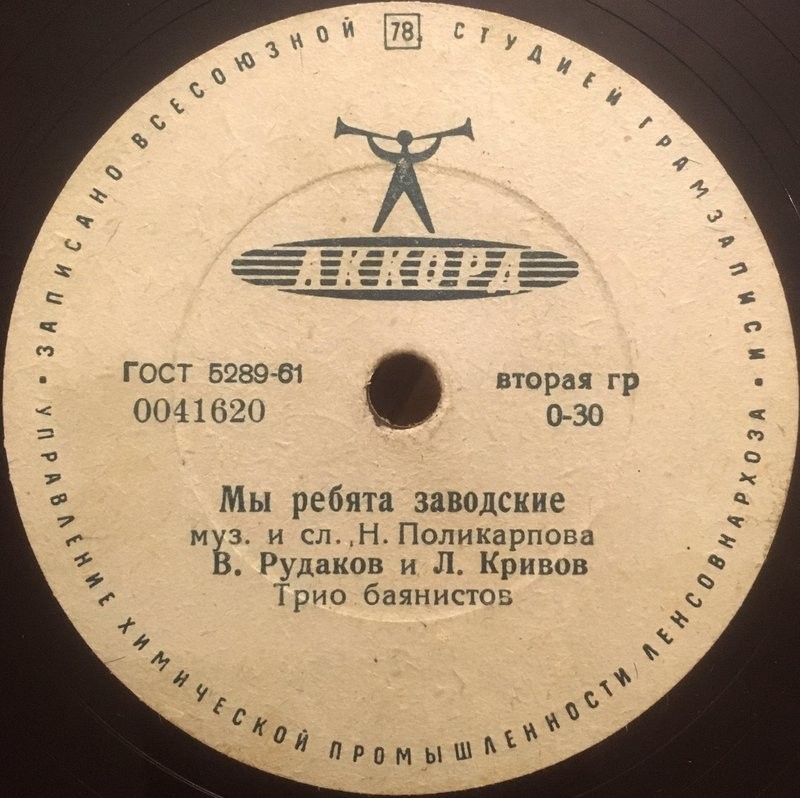 ЗАПИСАНО ВСЕСОЮЗНОЙ 78 СТУДИЕЙ ГРАМЗАПИСИ
АККОРД
ГОСТ 5289-61
0041620
вторая гр
0-30
Мы ребята заводские
муз. и сл. Н. Поликарпова
В. Рудаков и Л. Кривов
Трио баянистов
УПРАВЛЕНИЕ ХИМИЧЕСКОЙ ПРОМЫШЛЕННОСТИ ЛЕНСОВНАРХОЗА